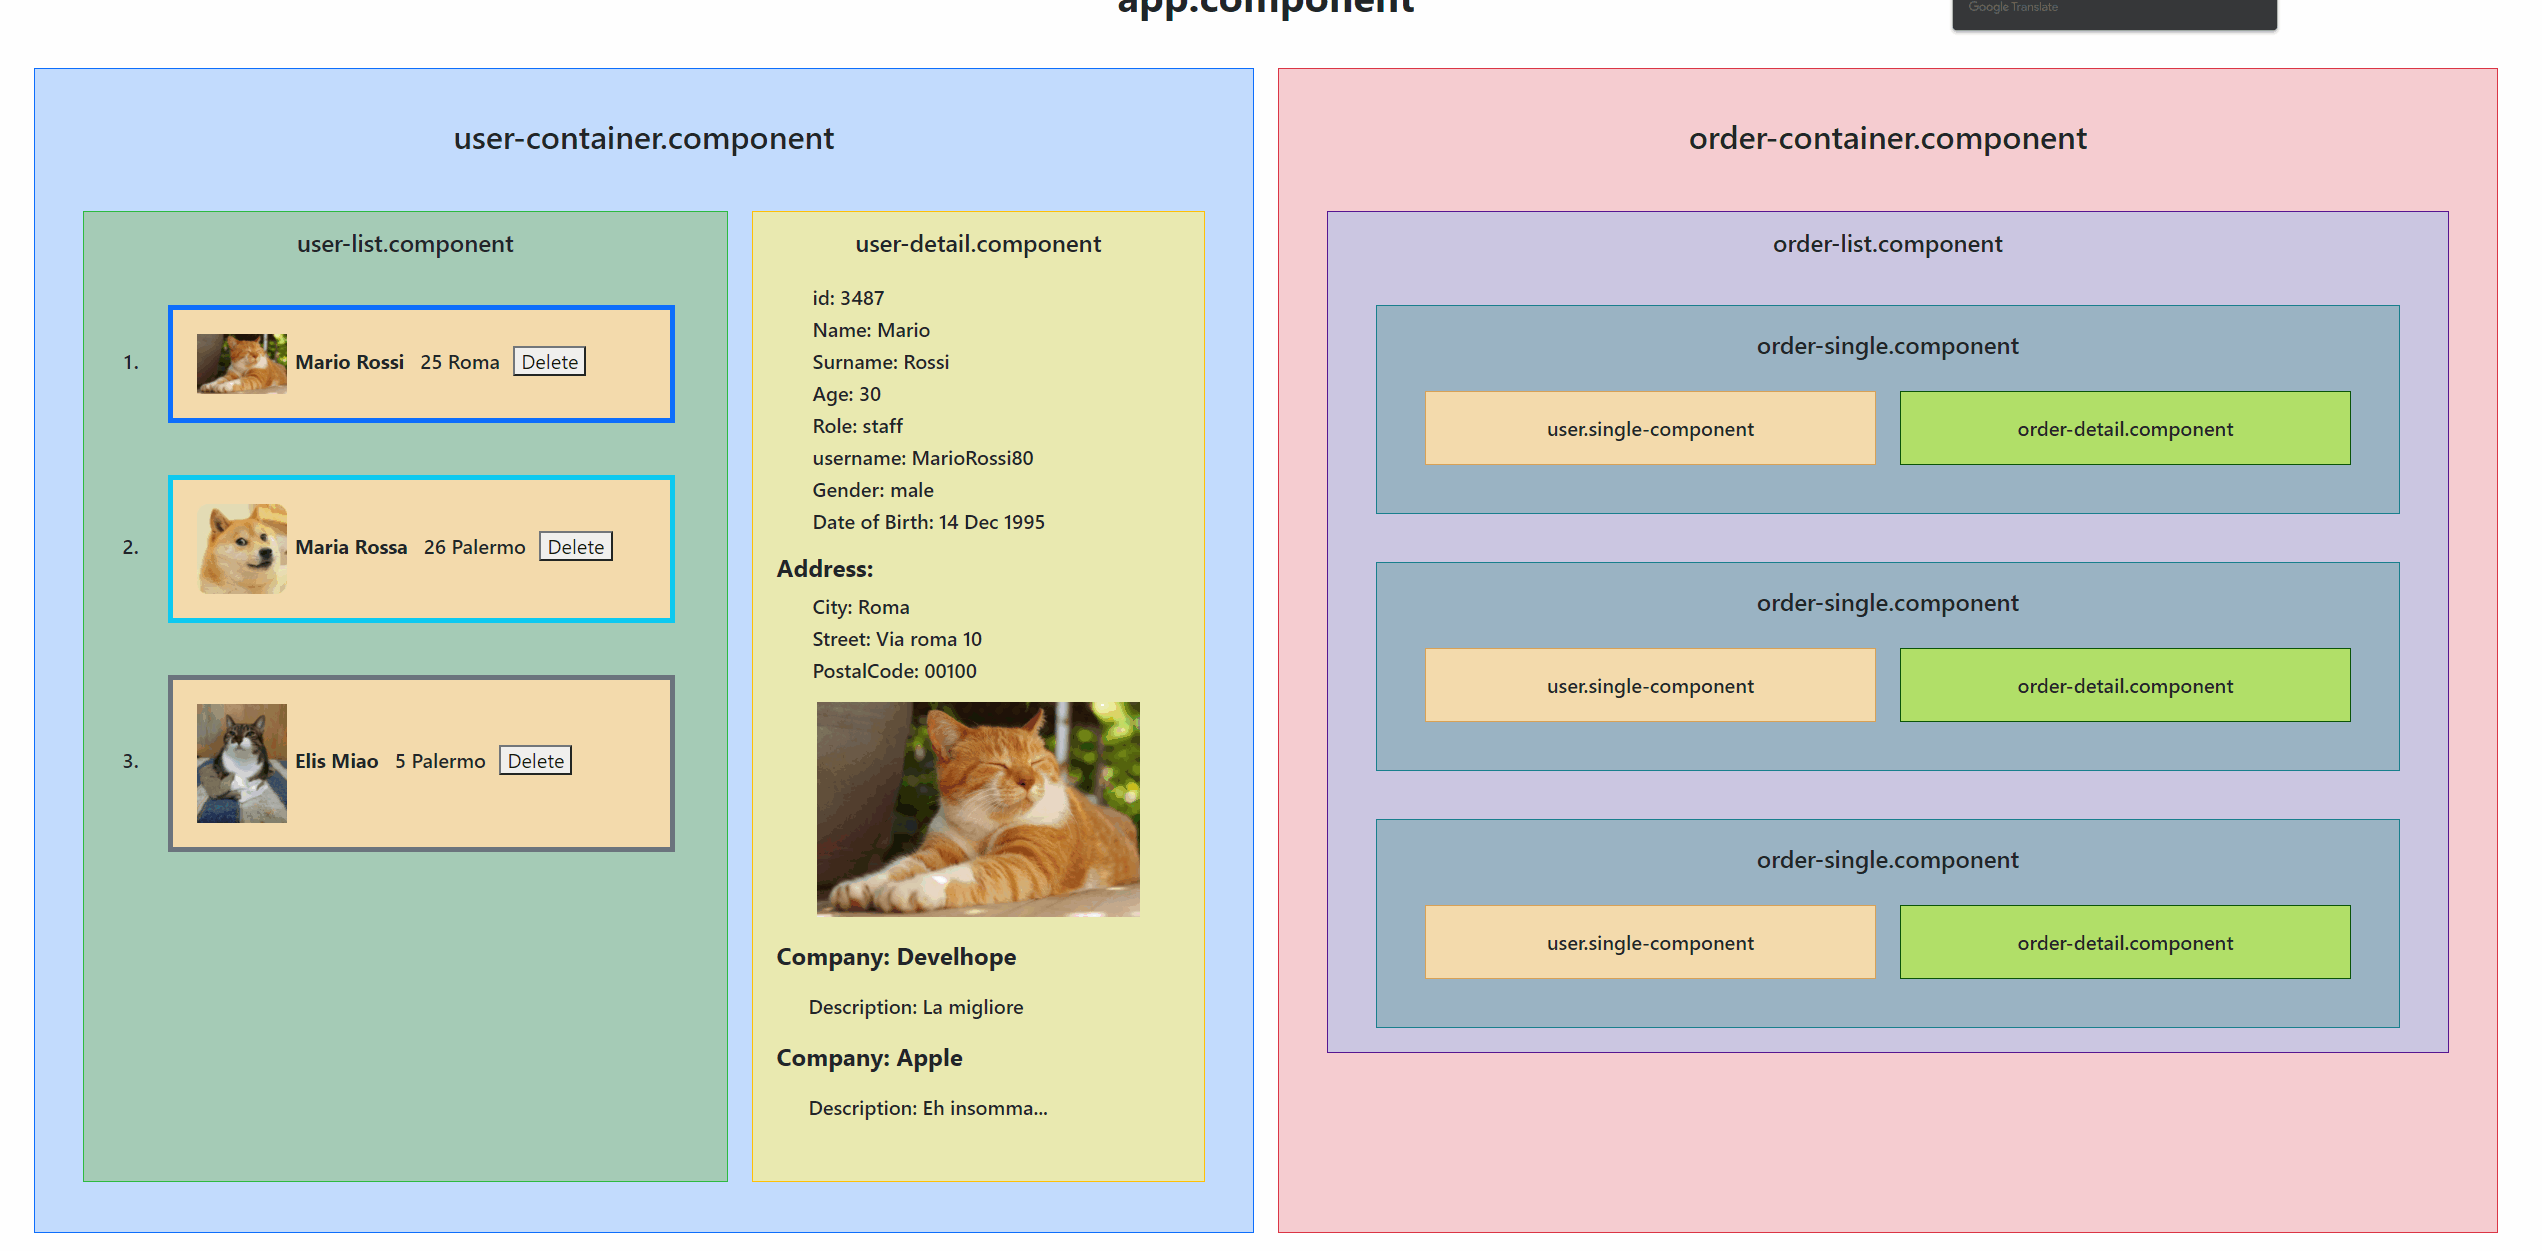 app.component
Google Translate
user-container.component
user-list.component
1. Mario Rossi 25 Roma Delete
2. Maria Rossa 26 Palermo Delete
3. Elis Miao 5 Palermo Delete
user-detail.component
id: 3487
Name: Mario
Surname: Rossi
Age: 30
Role: staff
username: MarioRossi80
Gender: male
Date of Birth: 14 Dec 1995
Address:
City: Roma
Street: Via roma 10
PostalCode: 00100
Company: Develhope
Description: La migliore
Company: Apple
Description: Eh insomma...
order-container.component
order-list.component
order-single.component
user.single-component
order-detail.component
order-single.component
user.single-component
order-detail.component
order-single.component
user.single-component
order-detail.component